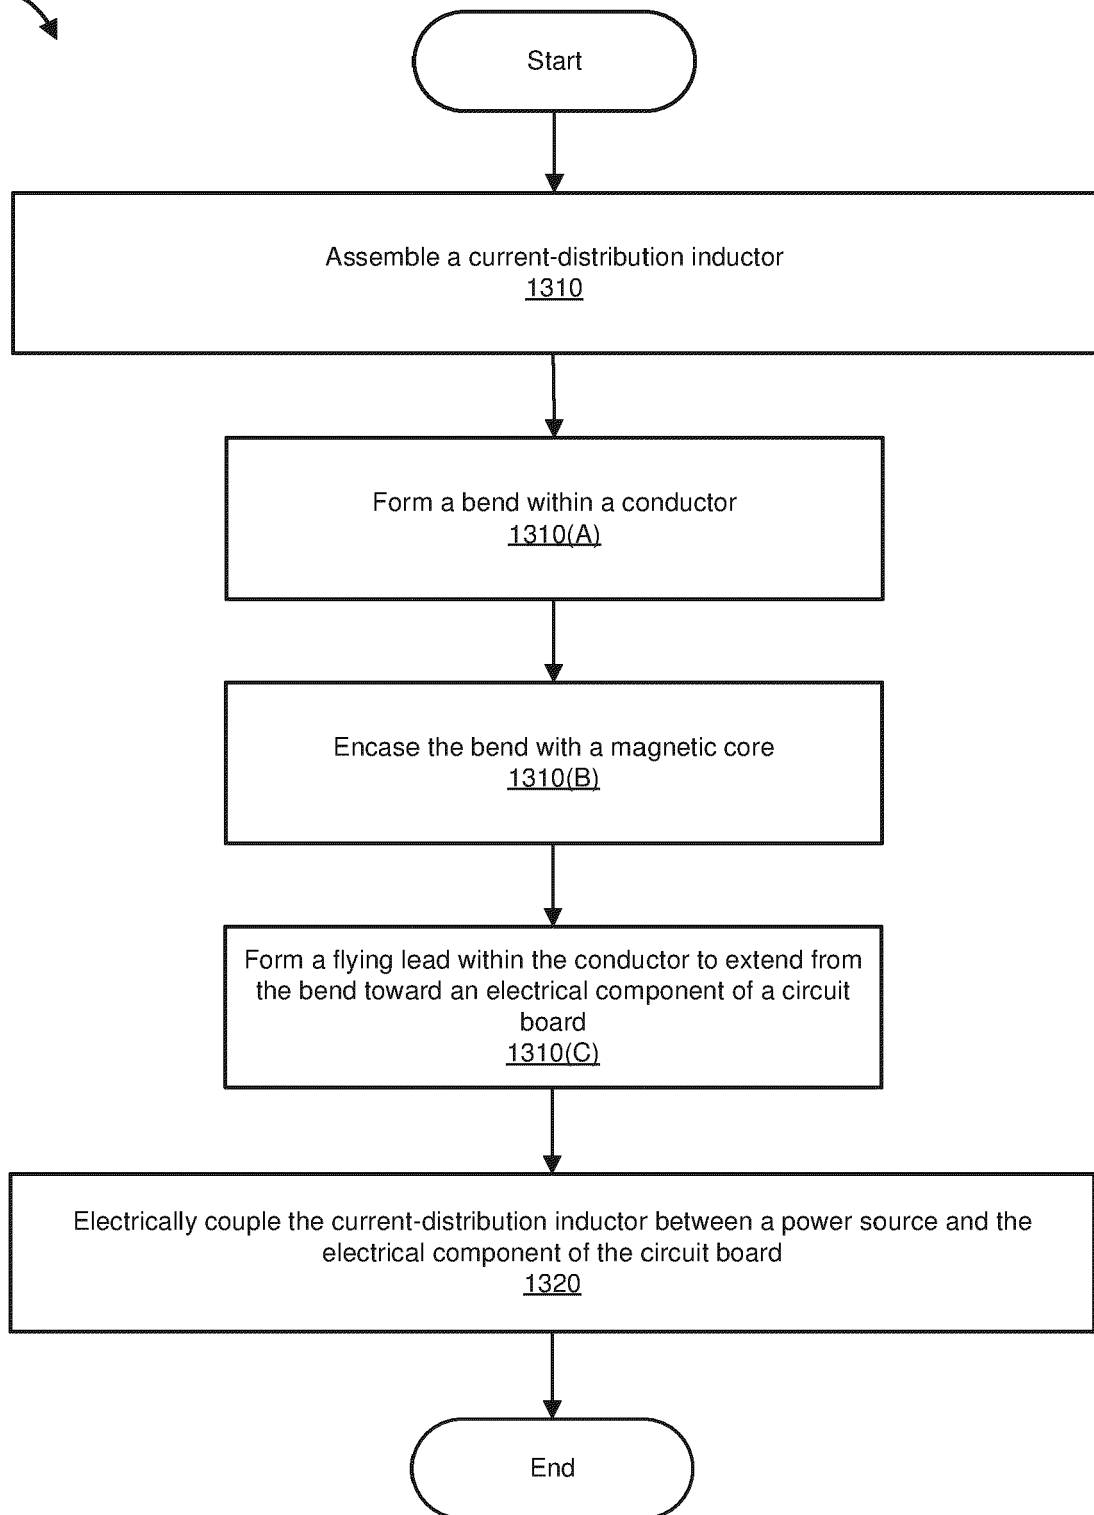 Start
Assemble a current-distribution inductor
1310
Form a bend within a conductor
1310(A)
Encase the bend with a magnetic core
1310(B)
Form a flying lead within the conductor to extend from
the bend toward an electrical component of a circuit
board
1310(C)
Electrically couple the current-distribution inductor between a power source and the
electrical component of the circuit board
1320
End